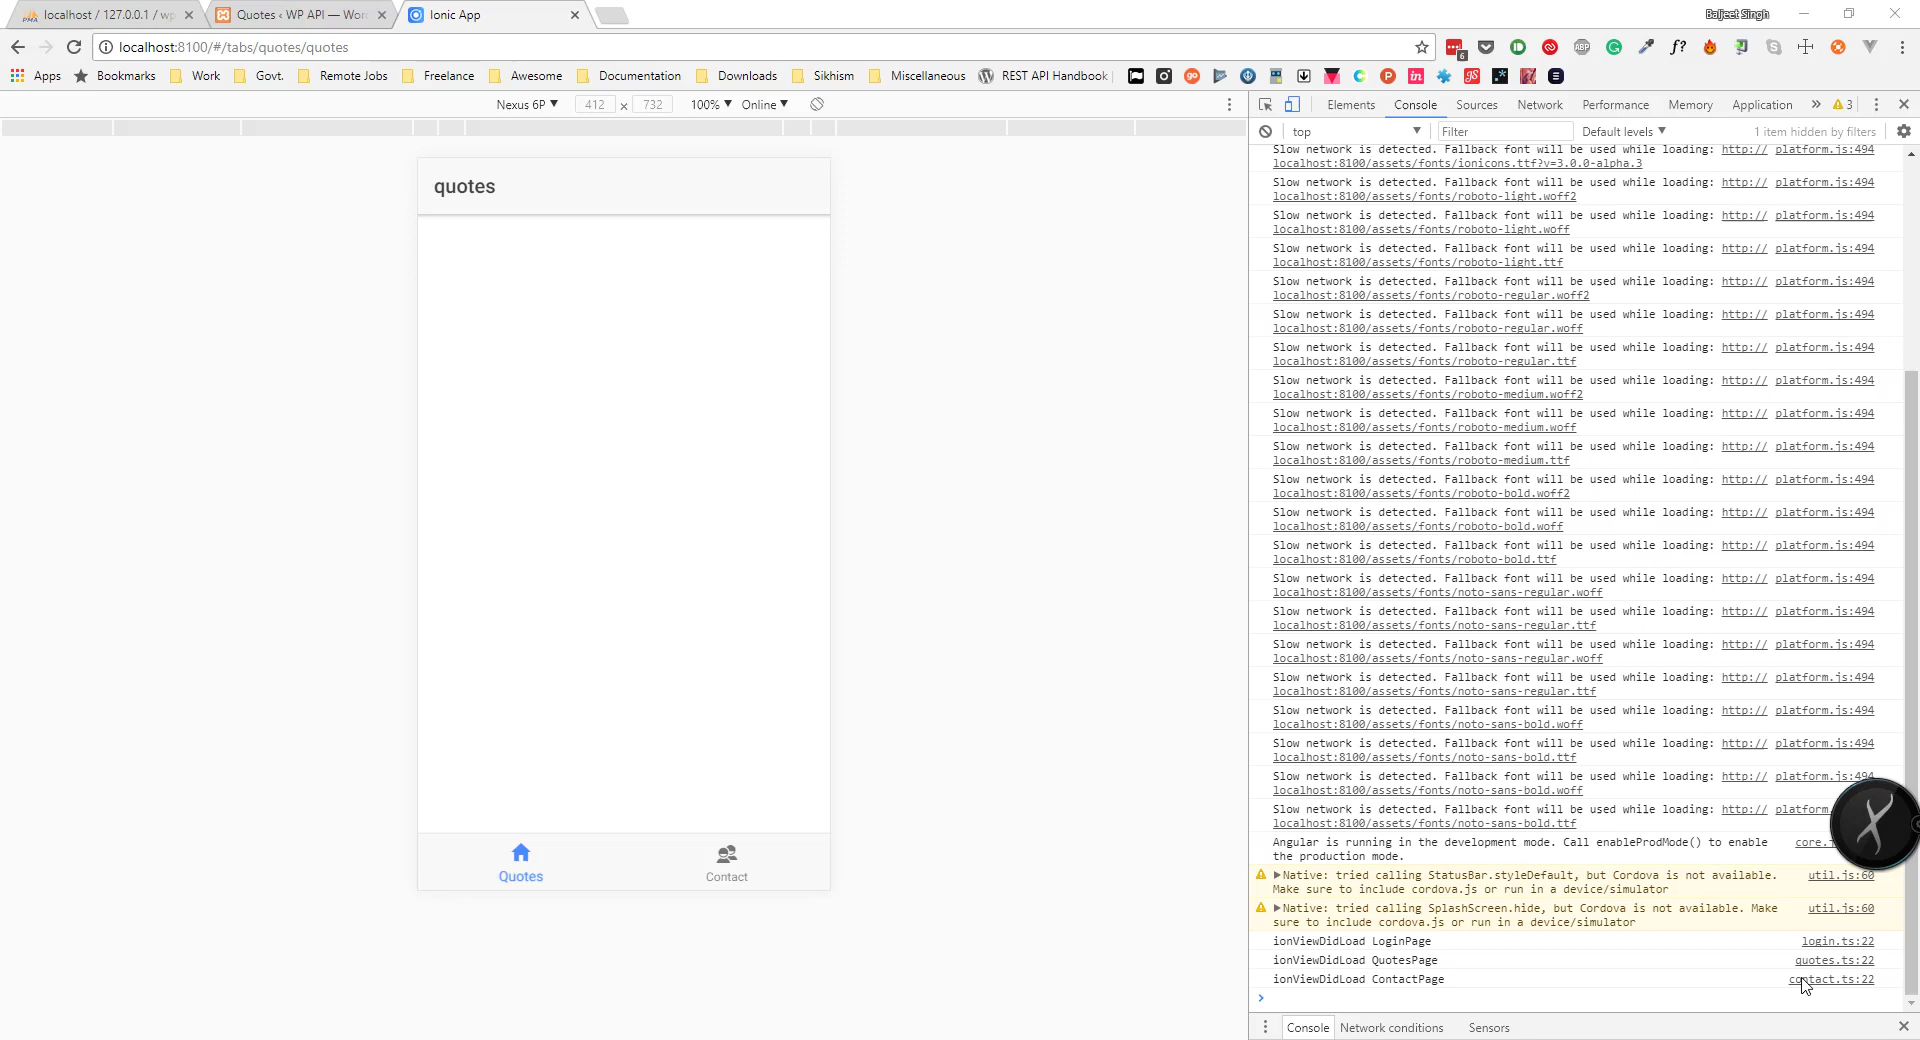 localhost / 127.0.0.1 / wp
Quotes ‹ WP API — Wor
Ionic App
Baljeet Singh
localhost:8100/#/tabs/quotes/quotes
6
ABP
f?
Apps Bookmarks Work Govt. Remote Jobs Freelance Awesome Documentation Downloads Sikhism Miscellaneous REST API Handbook
Nexus 6P 412 x 732 100% Online
Elements Console Sources Network Performance Memory Application » 3
top Filter Default levels 1 item hidden by filters
quotes
Slow network is detected. Fallback font will be used while loading: http:// platform.js:494
localhost:8100/assets/fonts/ionicons.ttf?v=3.0.0-alpha.3
Slow network is detected. Fallback font will be used while loading: http:// platform.js:494
localhost:8100/assets/fonts/roboto-light.woff2
Slow network is detected. Fallback font will be used while loading: http:// platform.js:494
localhost:8100/assets/fonts/roboto-light.woff
Slow network is detected. Fallback font will be used while loading: http:// platform.js:494
localhost:8100/assets/fonts/roboto-light.ttf
Slow network is detected. Fallback font will be used while loading: http:// platform.js:494
localhost:8100/assets/fonts/roboto-regular.woff2
Slow network is detected. Fallback font will be used while loading: http:// platform.js:494
localhost:8100/assets/fonts/roboto-regular.woff
Slow network is detected. Fallback font will be used while loading: http:// platform.js:494
localhost:8100/assets/fonts/roboto-regular.ttf
Slow network is detected. Fallback font will be used while loading: http:// platform.js:494
localhost:8100/assets/fonts/roboto-medium.woff2
Slow network is detected. Fallback font will be used while loading: http:// platform.js:494
localhost:8100/assets/fonts/roboto-medium.woff
Slow network is detected. Fallback font will be used while loading: http:// platform.js:494
localhost:8100/assets/fonts/roboto-medium.ttf
Slow network is detected. Fallback font will be used while loading: http:// platform.js:494
localhost:8100/assets/fonts/roboto-bold.woff2
Slow network is detected. Fallback font will be used while loading: http:// platform.js:494
localhost:8100/assets/fonts/roboto-bold.woff
Slow network is detected. Fallback font will be used while loading: http:// platform.js:494
localhost:8100/assets/fonts/roboto-bold.ttf
Slow network is detected. Fallback font will be used while loading: http:// platform.js:494
localhost:8100/assets/fonts/noto-sans-regular.woff
Slow network is detected. Fallback font will be used while loading: http:// platform.js:494
localhost:8100/assets/fonts/noto-sans-regular.ttf
Slow network is detected. Fallback font will be used while loading: http:// platform.js:494
localhost:8100/assets/fonts/noto-sans-regular.woff
Slow network is detected. Fallback font will be used while loading: http:// platform.js:494
localhost:8100/assets/fonts/noto-sans-regular.ttf
Slow network is detected. Fallback font will be used while loading: http:// platform.js:494
localhost:8100/assets/fonts/noto-sans-bold.woff
Slow network is detected. Fallback font will be used while loading: http:// platform.js:494
localhost:8100/assets/fonts/noto-sans-bold.ttf
Slow network is detected. Fallback font will be used while loading: http:// platform.js:494
localhost:8100/assets/fonts/noto-sans-bold.woff
Slow network is detected. Fallback font will be used while loading: http:// platform.
localhost:8100/assets/fonts/noto-sans-bold.ttf
Angular is running in the development mode. Call enableProdMode() to enable core.
the production mode.
Native: tried calling StatusBar.styleDefault, but Cordova is not available. util.js:60
Make sure to include cordova.js or run in a device/simulator
Native: tried calling SplashScreen.hide, but Cordova is not available. Make util.js:60
sure to include cordova.js or run in a device/simulator
ionViewDidLoad LoginPage login.ts:22
ionViewDidLoad QuotesPage quotes.ts:22
ionViewDidLoad ContactPage contact.ts:22
Quotes Contact
Console Network conditions Sensors